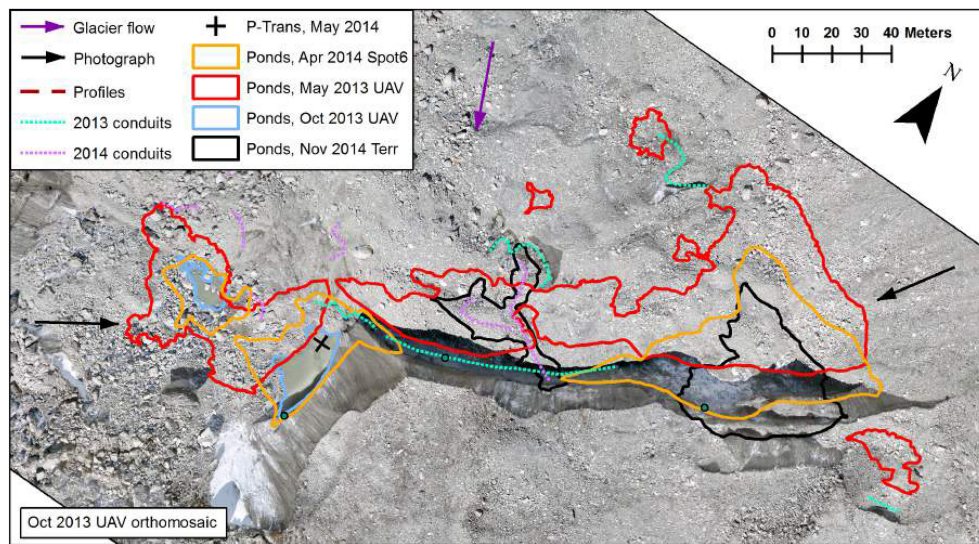 Glacier flow
Photograph
Profiles
2013 conduits
2014 conduits
P-Trans, May 2014
Ponds, Apr 2014 Spot6
Ponds, May 2013 UAV
Ponds, Oct 2013 UAV
Ponds, Nov 2014 Terr
0 10 20 30 40 Meters
N
Oct 2013 UAV orthomosaic